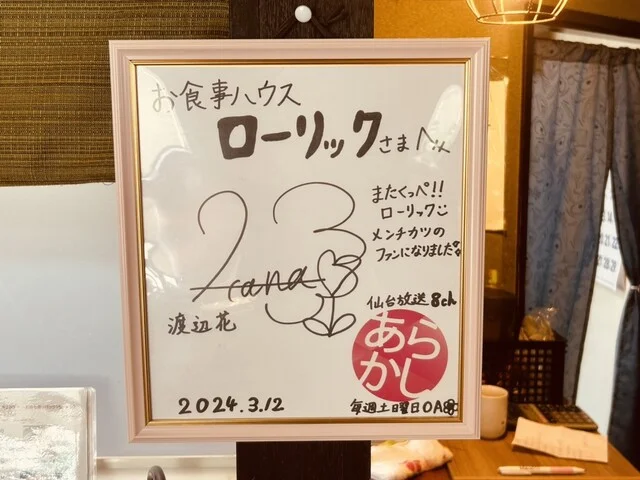 お食事ハウス
ローリックさまへ
またくっぺ!!
ローリック
メンチカツの
ファンになりました
Hana
渡辺花
仙台放送 8ch
あら
かし
2024.3.12
毎週土曜日OA